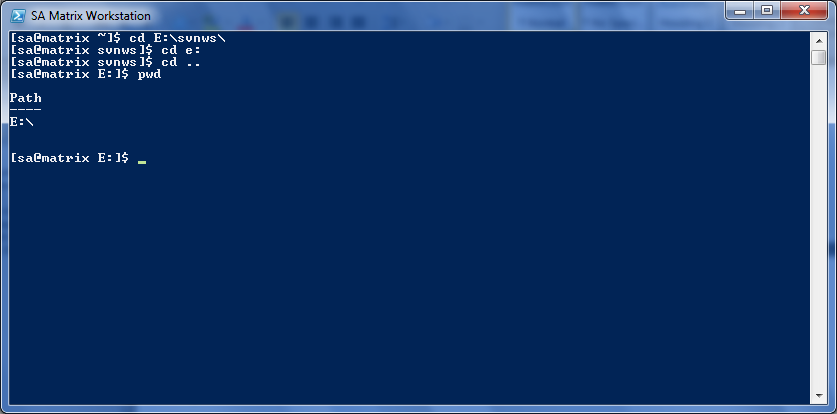 SA Matrix Workstation
[sa@matrix ~]$ cd E:\svnws\
[sa@matrix svnws]$ cd e:
[sa@matrix svnws]$ cd ..
[sa@matrix E:]$ pwd
Path
----
E:\
[sa@matrix E:]$ _